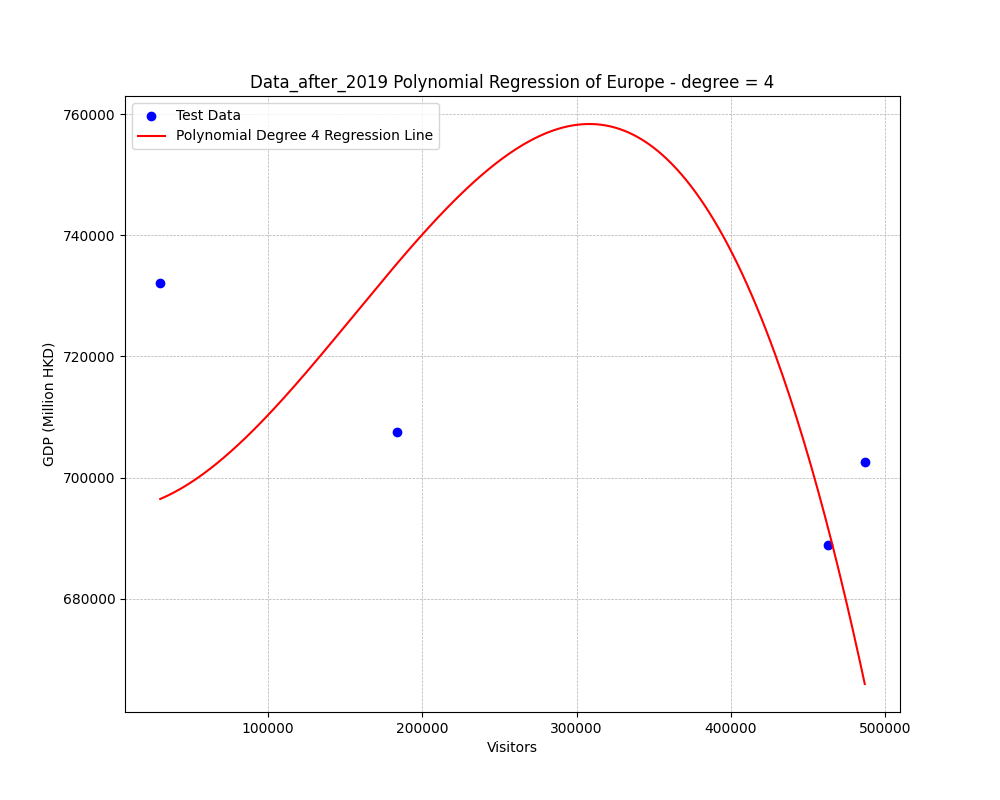 Data_after_2019 Polynomial Regression of Europe - degree = 4
Test Data
Polynomial Degree 4 Regression Line
760000
740000
720000
700000
680000
GDP (Million HKD)
100000
200000
300000
400000
500000
Visitors